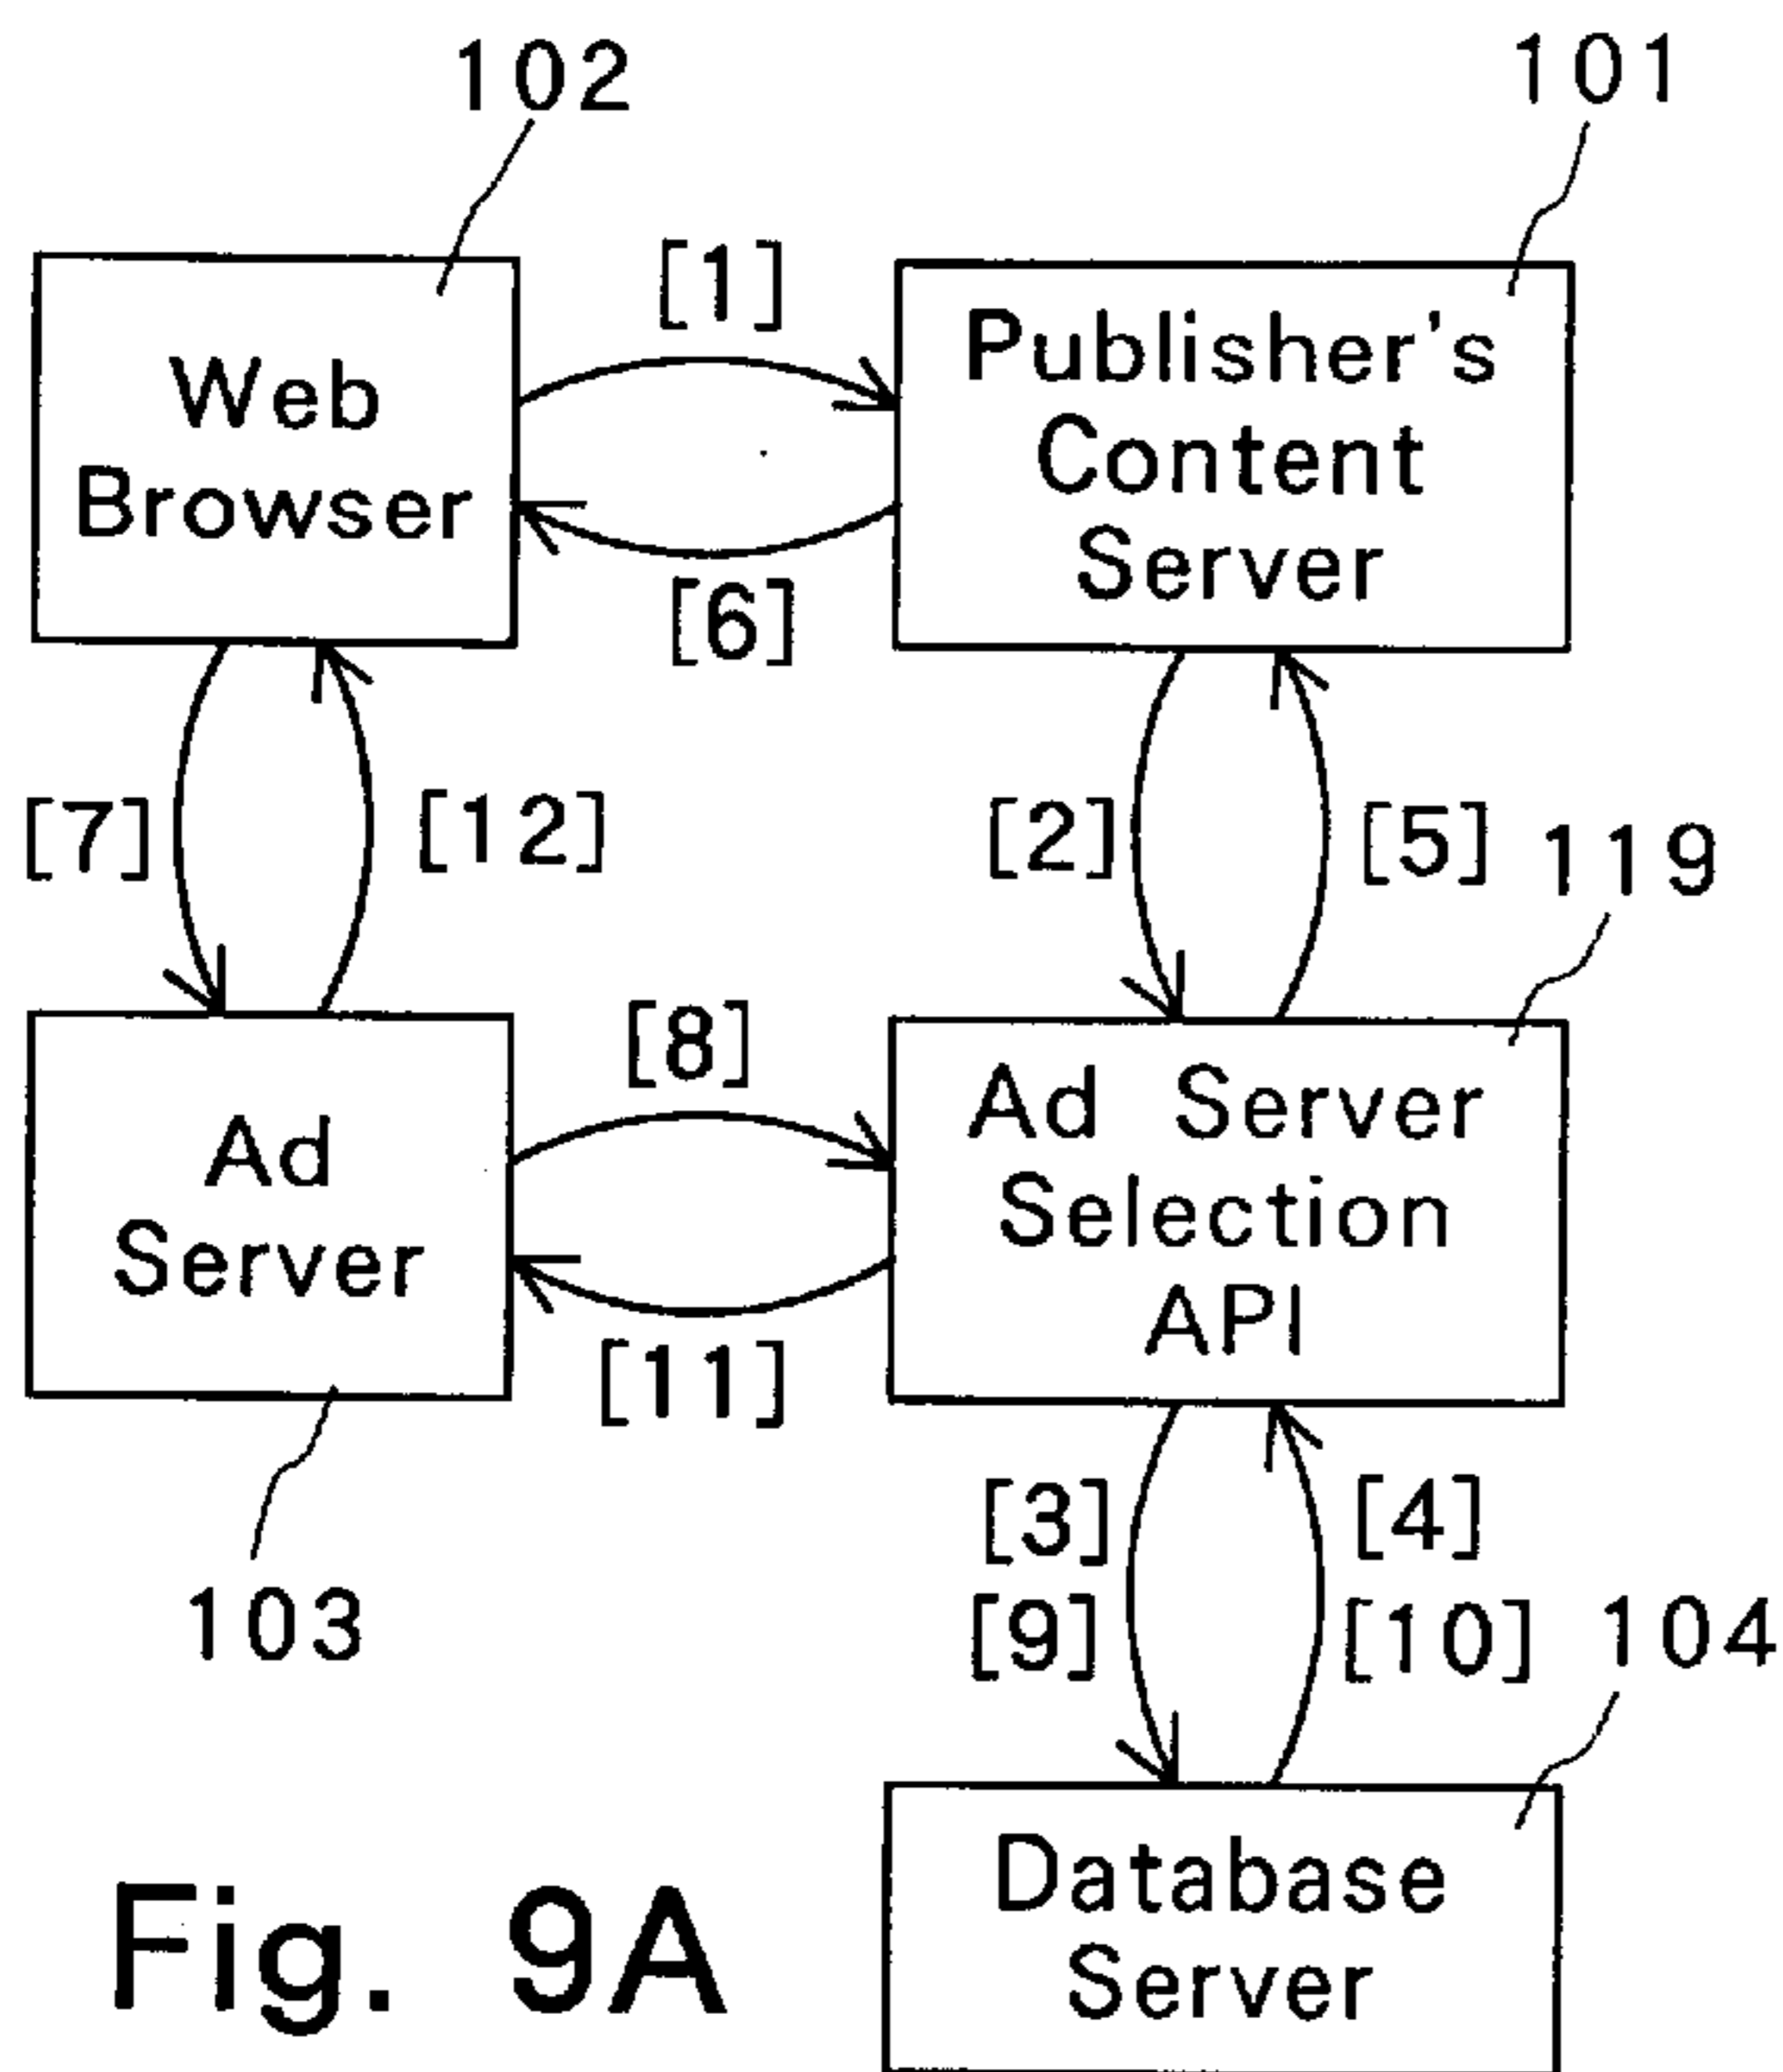 102
101
[1]
Web
Browser
Publisher's
Content
Server
[6]
[7]
[12]
[2]
[5]
119
[8]
Ad
Server
Ad Server
Selection
API
[11]
[3]
[4]
[9]
[10]
103
104
Database
Server
Fig. 9A